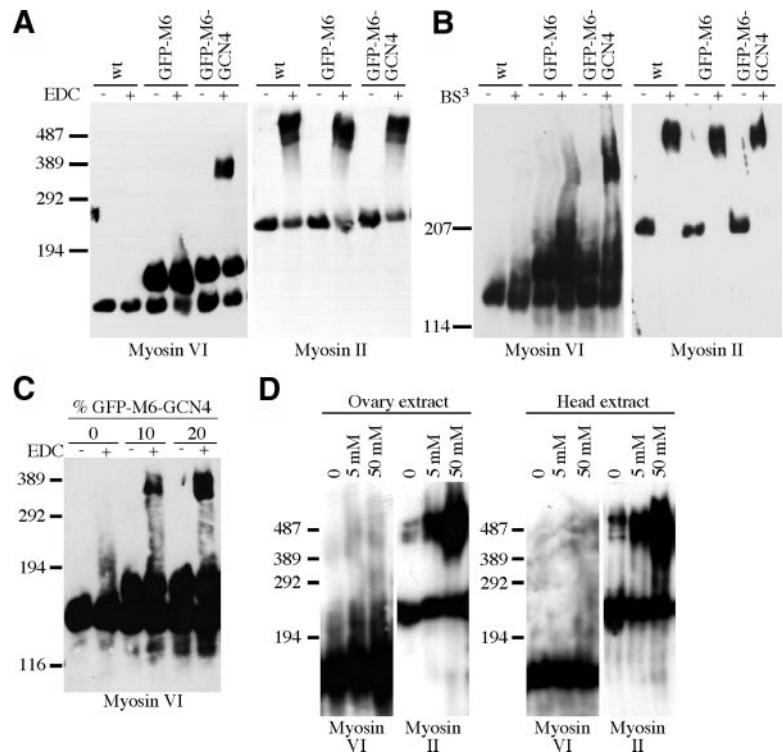 A
wt
GFP-M6
GFP-M6-
GCN4
wt
GFP-M6
GFP-M6-
GCN4
EDC - + - + - + - + - + - +
487
389
292
194
Myosin VI
Myosin II
B
wt
GFP-M6
GFP-M6-
GCN4
wt
GFP-M6
GFP-M6-
GCN4
BS³ - + - + - + - + - + - +
207
114
Myosin VI
Myosin II
C
% GFP-M6-GCN4
0 10 20
EDC - + - + - +
389
292
194
116
Myosin VI
D
Ovary extract
0 5 mM 50 mM 0 5 mM 50 mM
487
389
292
194
Myosin
VI
Myosin
II
Head extract
0 5 mM 50 mM 0 5 mM 50 mM
487
389
292
194
Myosin
VI
Myosin
II